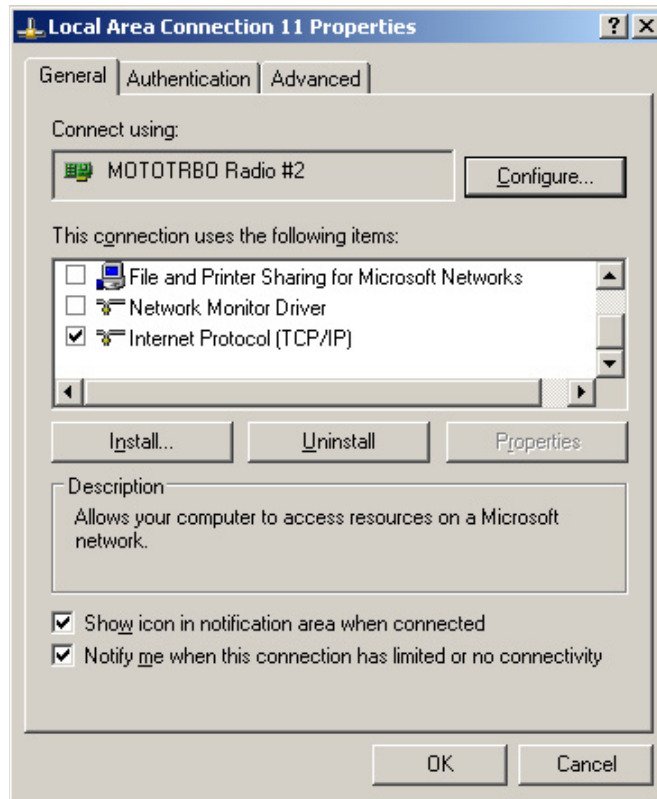 Local Area Connection 11 Properties
General Authentication Advanced
Connect using:
MOTOTRBO Radio #2 Configure...
This connection uses the following items:
File and Printer Sharing for Microsoft Networks
Network Monitor Driver
Internet Protocol (TCP/IP)
Install... Uninstall Properties
Description
Allows your computer to access resources on a Microsoft
network.
Show icon in notification area when connected
Notify me when this connection has limited or no connectivity
OK Cancel